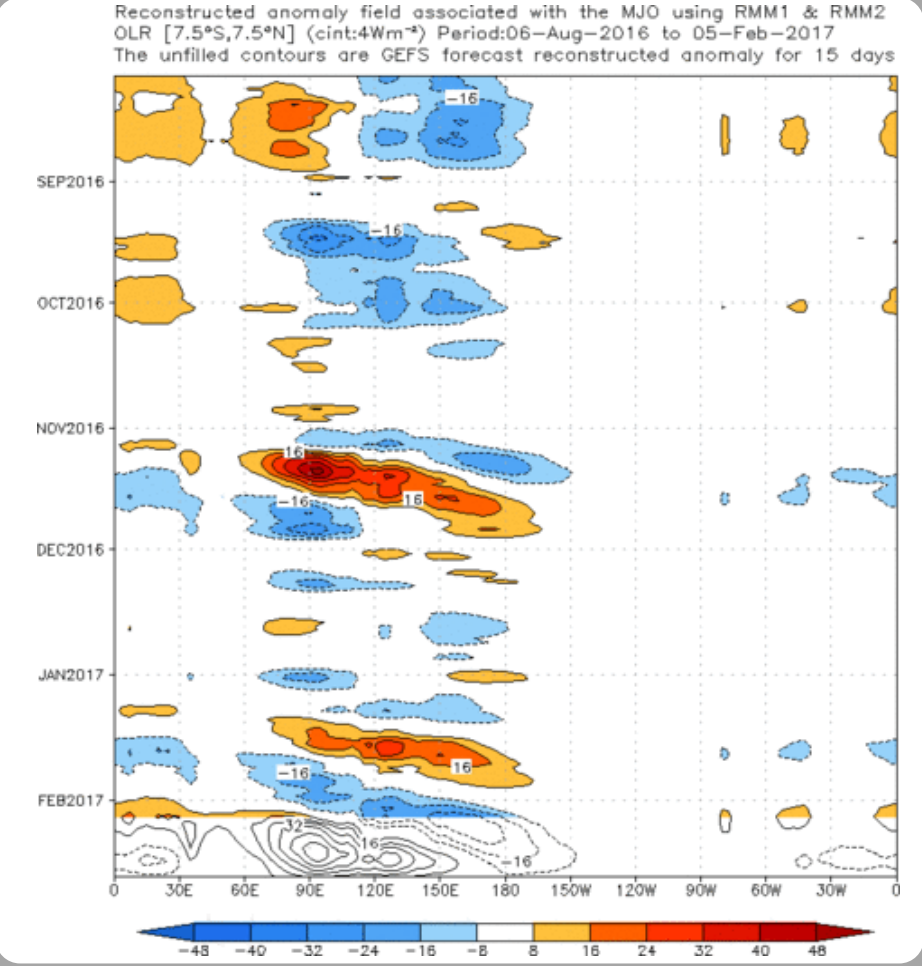 Reconstructed anomaly field associated with the MJO using RMM1 & RMM2
OLR [7.5°S,7.5°N] (cint:4Wm⁻²) Period:06-Aug-2016 to 05-Feb-2017
The unfilled contours are GEFS forecast reconstructed anomaly for 15 days
-16
SEP2016
-16
OCT2016
NOV2016
16
-16
16
DEC2016
JAN2017
16
-16
FEB2017
32
16
-16
0 30E 60E 90E 120E 150E 180 150W 120W 90W 60W 30W 0
-48 -40 -32 -24 -16 -8 8 16 24 32 40 48